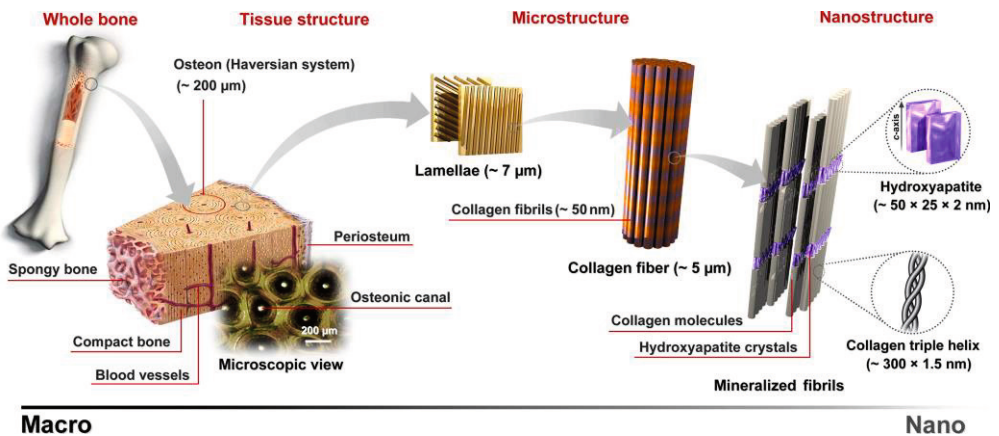 Whole bone
Tissue structure
Microstructure
Nanostructure
Osteon (Haversian system)
(~ 200 μm)
Lamellae (~ 7 μm)
Collagen fibrils (~ 50 nm)
Collagen fiber (~ 5 μm)
c-axis
Hydroxyapatite
(~ 50 × 25 × 2 nm)
Periosteum
Spongy bone
Osteonic canal
200 μm
Compact bone
Microscopic view
Blood vessels
Collagen molecules
Hydroxyapatite crystals
Mineralized fibrils
Collagen triple helix
(~ 300 × 1.5 nm)
Macro
Nano